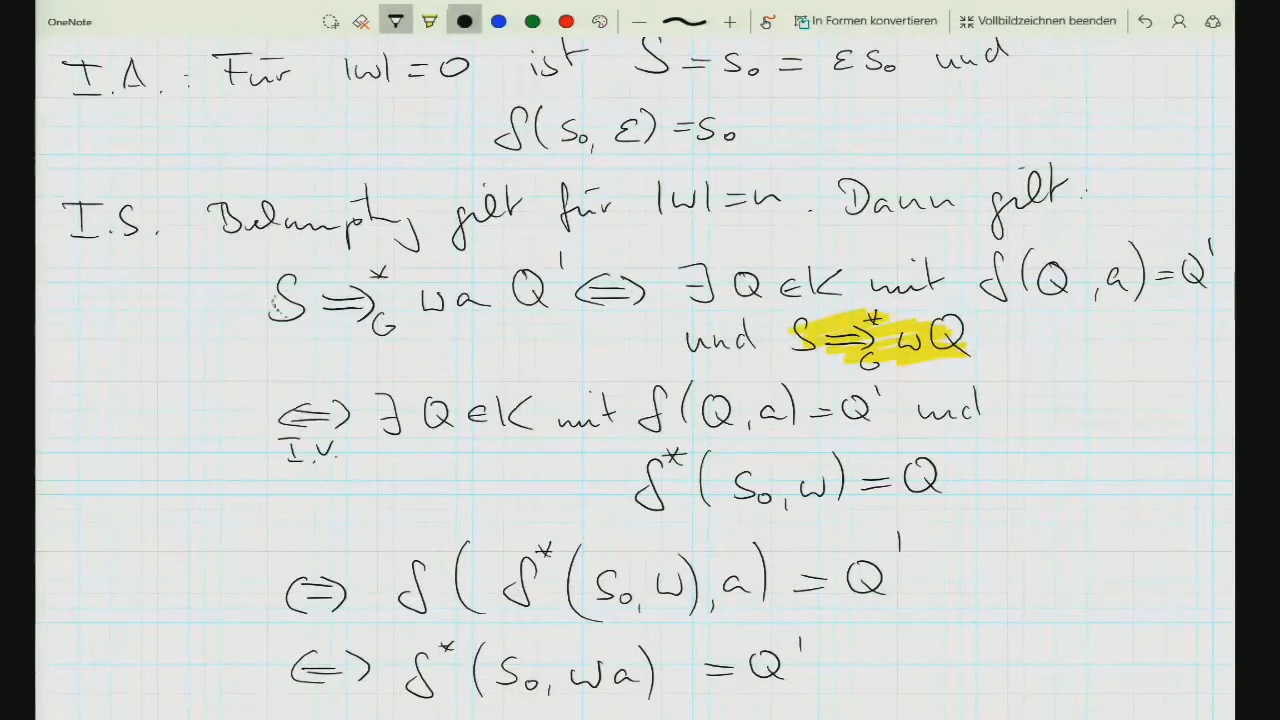 OneNote In Formen konvertieren Vollbildzeichnen beenden
I.A.: Für |w| = 0 ist S = s₀ = εs₀ und
δ(s₀, ε) = s₀
I.S. Behauptung gilt für |w| = n. Dann gilt:
S ⇒*_G wa Q' ⇔ ∃ Q ∈ K mit δ(Q, a) = Q'
und S ⇒*_G wQ
⇔ ∃ Q ∈ K mit δ(Q, a) = Q' und
I.V.
δ*(s₀, w) = Q
⇔ δ(δ*(s₀, w), a) = Q'
⇔ δ*(s₀, wa) = Q'